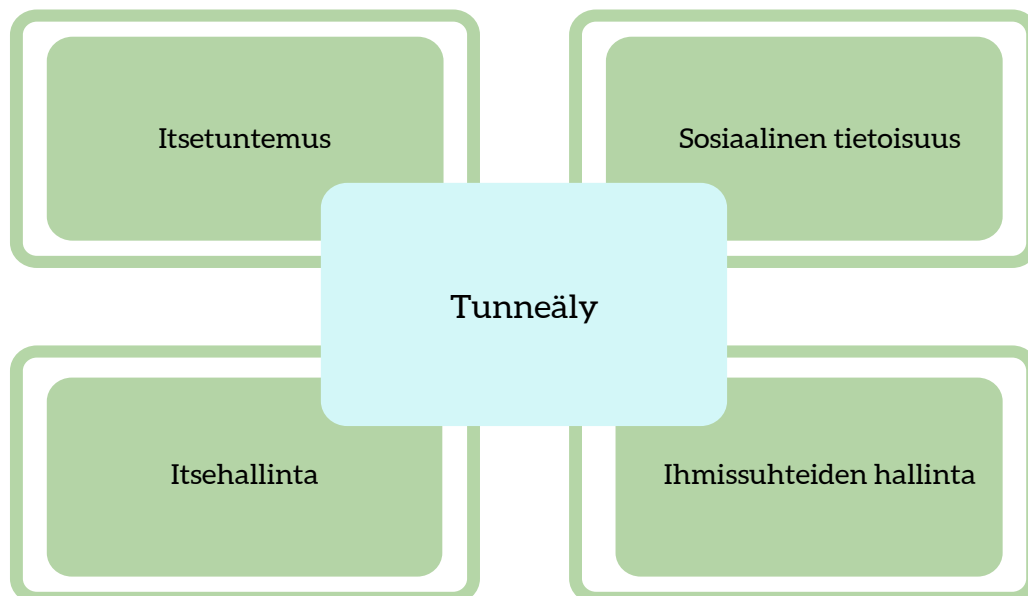 Itsetuntemus
Sosiaalinen tietoisuus
Tunneäly
Itsehallinta
Ihmissuhteiden hallinta